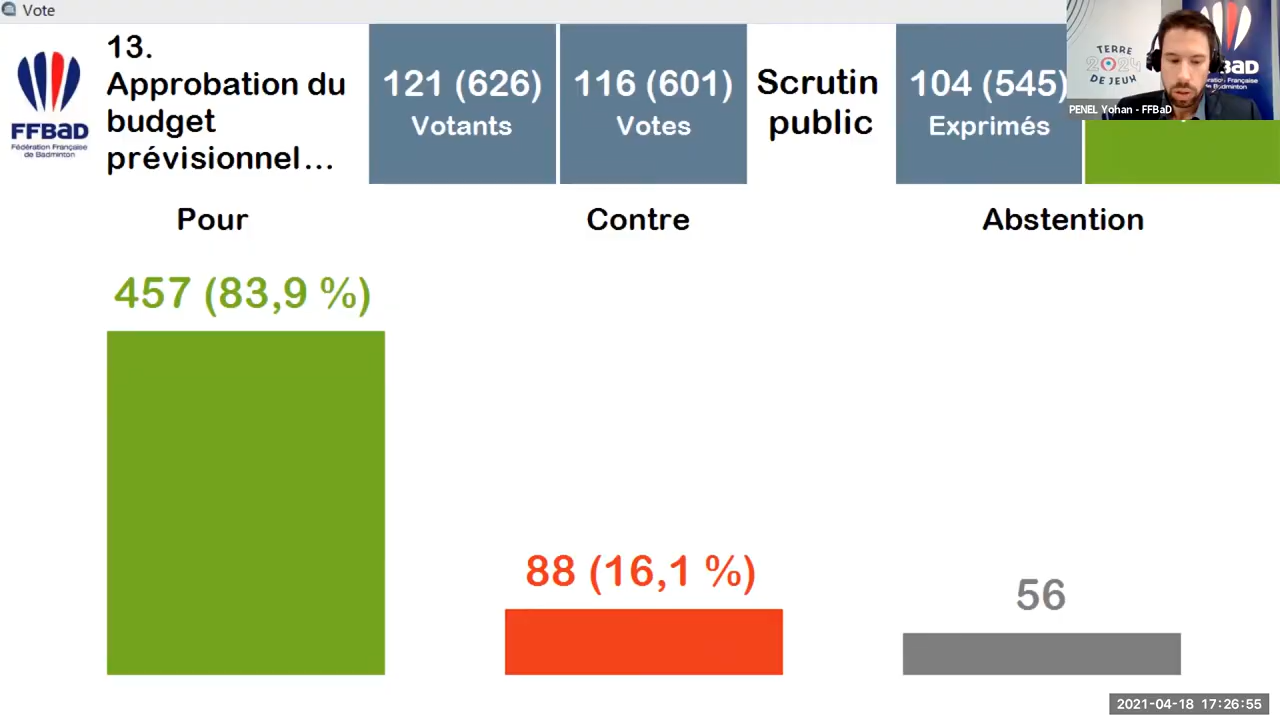 Vote
FFBaD
Fédération Française
de Badminton
13.
Approbation du
budget
prévisionnel...
121 (626)
Votants
116 (601)
Votes
Scrutin
public
104 (545)
Exprimés
TERRE
2024
DE JEUX
PENEL Yohan - FFBaD
Pour
Contre
Abstention
457 (83,9 %)
88 (16,1 %)
56
2021-04-18 17:26:55